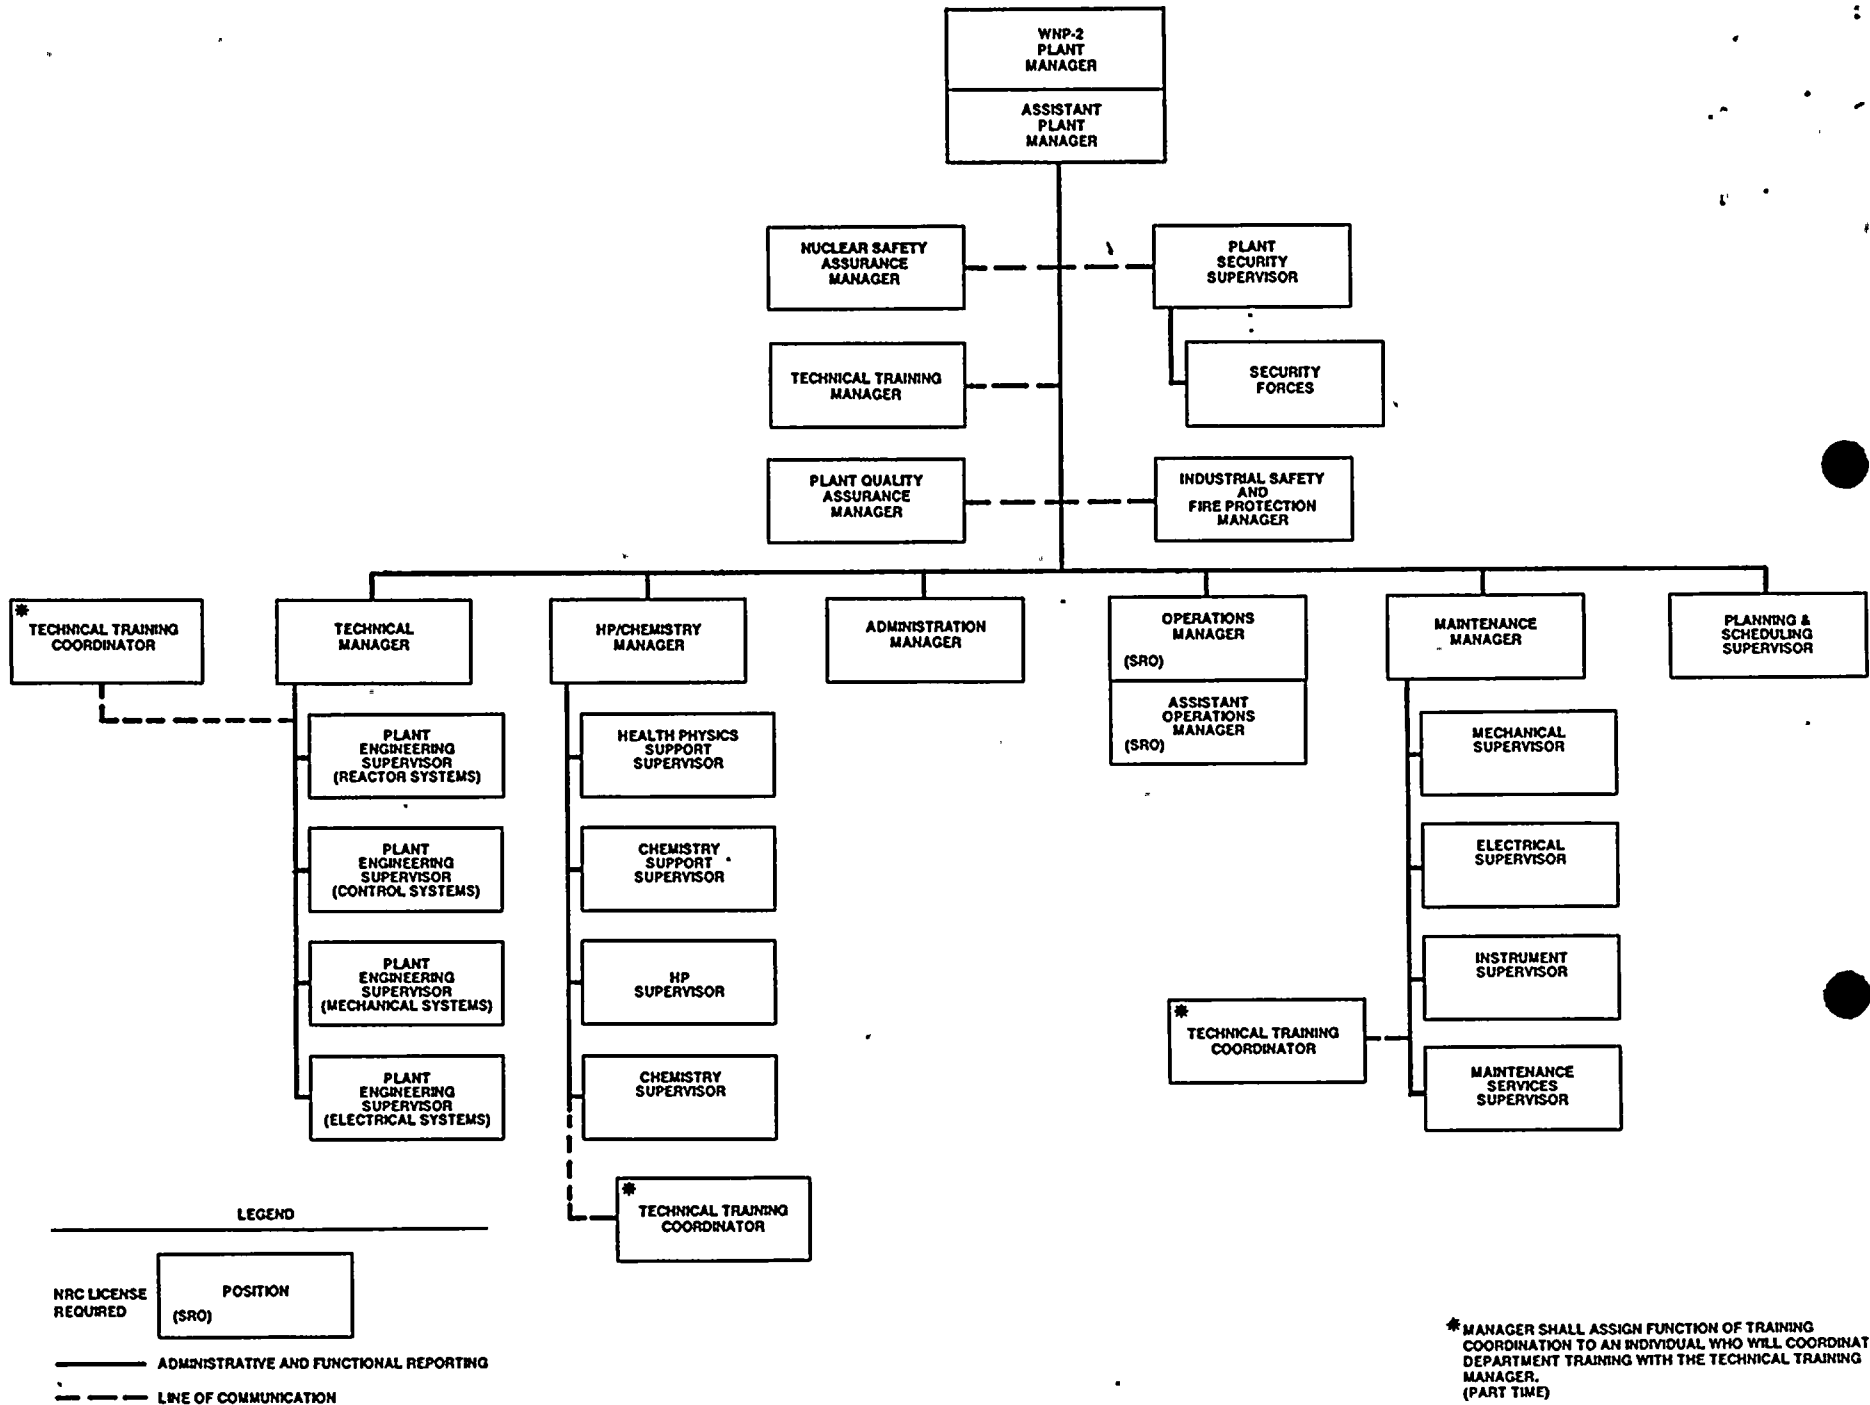 WNP-2
PLANT
MANAGER
ASSISTANT
PLANT
MANAGER
NUCLEAR SAFETY
ASSURANCE
MANAGER
PLANT
SECURITY
SUPERVISOR
TECHNICAL TRAINING
MANAGER
SECURITY
FORCES
PLANT QUALITY
ASSURANCE
MANAGER
INDUSTRIAL SAFETY
AND
FIRE PROTECTION
MANAGER
* TECHNICAL TRAINING
COORDINATOR
TECHNICAL
MANAGER
HP/CHEMISTRY
MANAGER
ADMINISTRATION
MANAGER
OPERATIONS
MANAGER
(SRO)
ASSISTANT
OPERATIONS
MANAGER
(SRO)
MAINTENANCE
MANAGER
PLANNING &
SCHEDULING
SUPERVISOR
PLANT
ENGINEERING
SUPERVISOR
(REACTOR SYSTEMS)
PLANT
ENGINEERING
SUPERVISOR
(CONTROL SYSTEMS)
PLANT
ENGINEERING
SUPERVISOR
(MECHANICAL SYSTEMS)
PLANT
ENGINEERING
SUPERVISOR
(ELECTRICAL SYSTEMS)
HEALTH PHYSICS
SUPPORT
SUPERVISOR
CHEMISTRY
SUPPORT
SUPERVISOR
HP
SUPERVISOR
CHEMISTRY
SUPERVISOR
* TECHNICAL TRAINING
COORDINATOR
MECHANICAL
SUPERVISOR
ELECTRICAL
SUPERVISOR
INSTRUMENT
SUPERVISOR
* TECHNICAL TRAINING
COORDINATOR
MAINTENANCE
SERVICES
SUPERVISOR
LEGEND
NRC LICENSE
REQUIRED
POSITION
(SRO)
ADMINISTRATIVE AND FUNCTIONAL REPORTING
LINE OF COMMUNICATION
* MANAGER SHALL ASSIGN FUNCTION OF TRAINING
COORDINATION TO AN INDIVIDUAL WHO WILL COORDINAT
DEPARTMENT TRAINING WITH THE TECHNICAL TRAINING
MANAGER.
(PART TIME)